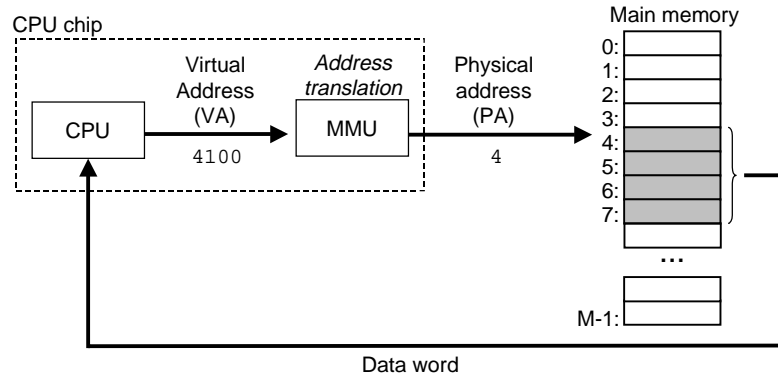 CPU chip
CPU
Virtual
Address
(VA)
4100
Address
translation
MMU
Physical
address
(PA)
4
Main memory
0:
1:
2:
3:
4:
5:
6:
7:
...
M-1:
Data word